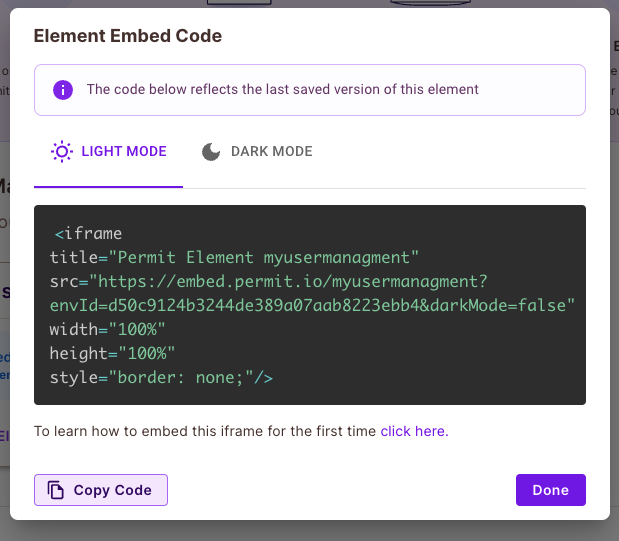 Element Embed Code
The code below reflects the last saved version of this element
LIGHT MODE
DARK MODE
<iframe
title="Permit Element myusermanagment"
src="https://embed.permit.io/myusermanagment?
envId=d50c9124b3244de389a07aab8223ebb4&darkMode=false"
width="100%"
height="100%"
style="border: none;"/>
To learn how to embed this iframe for the first time click here.
Copy Code
Done